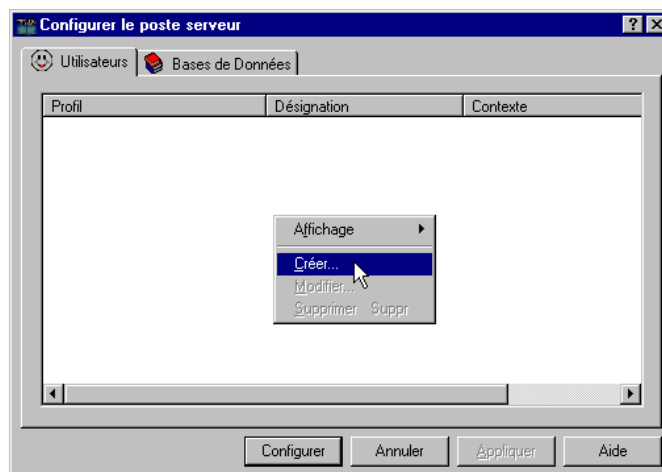 Configurer le poste serveur
Utilisateurs Bases de Données
Profil Désignation Contexte
Affichage
Créer...
Modifier...
Supprimer Suppr
Configurer Annuler Appliquer Aide